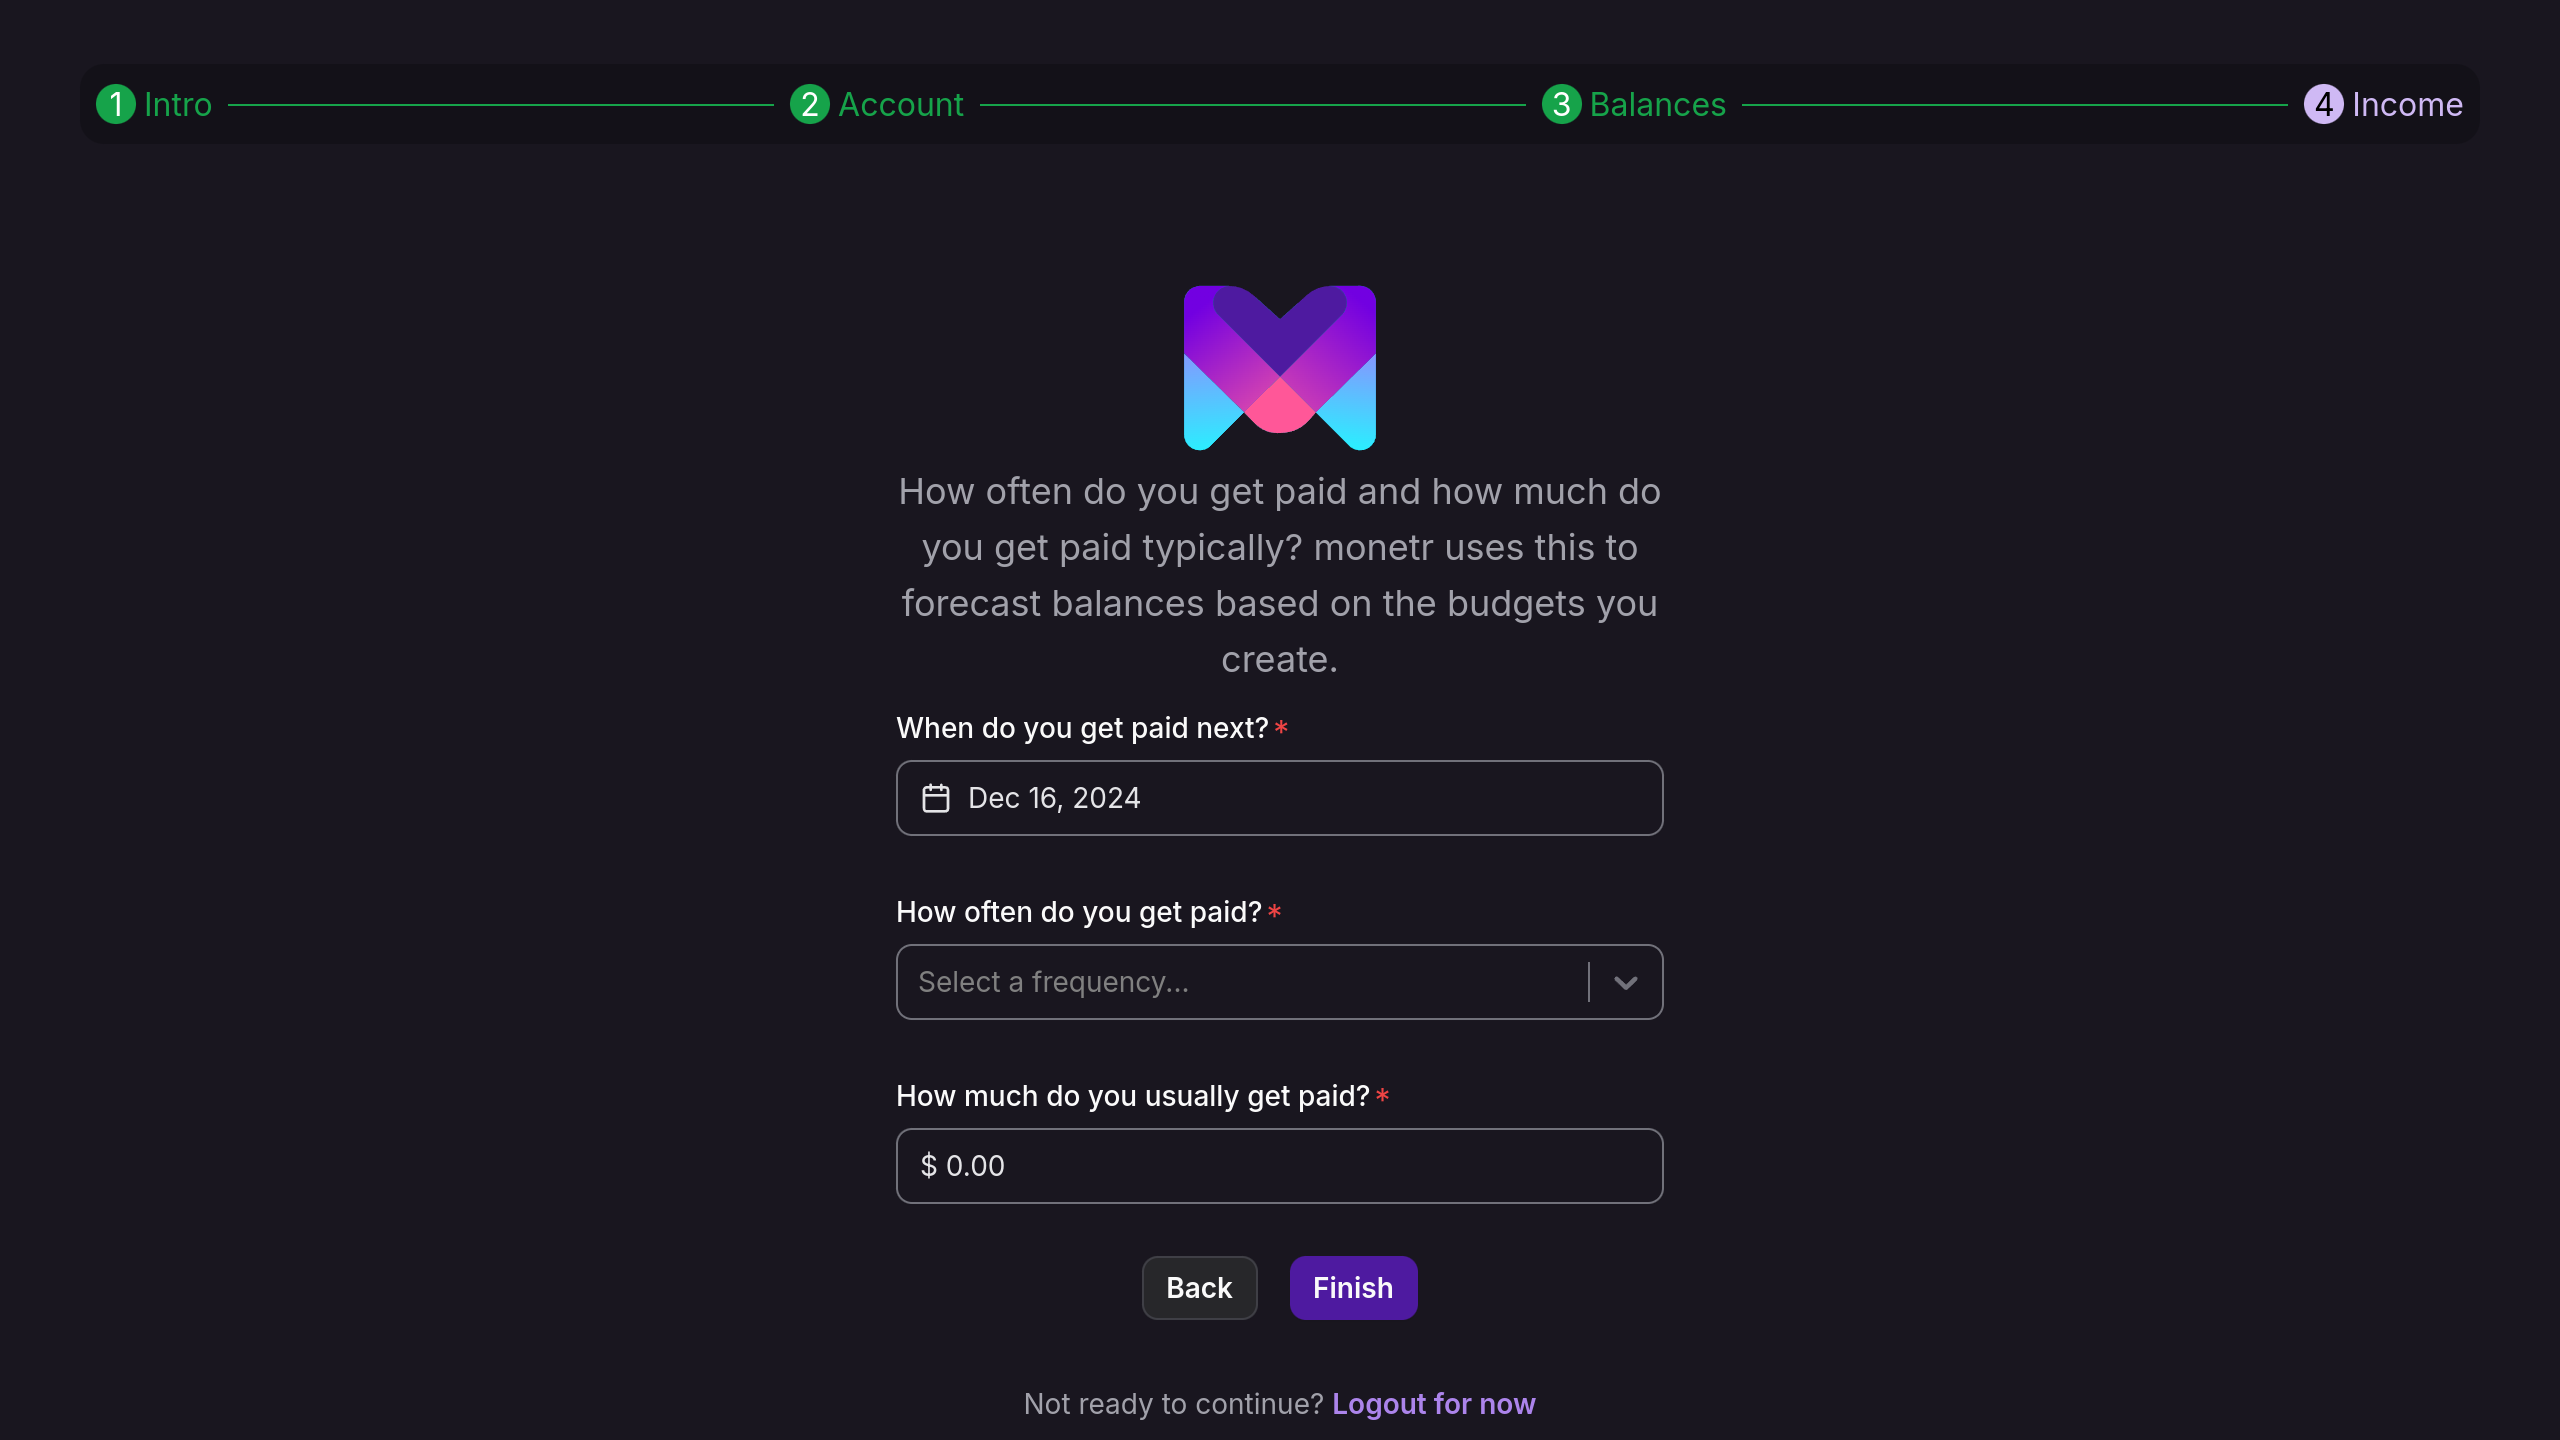 1 Intro 2 Account 3 Balances 4 Income
How often do you get paid and how much do
you get paid typically? monetr uses this to
forecast balances based on the budgets you
create.
When do you get paid next? *
Dec 16, 2024
How often do you get paid? *
Select a frequency...
How much do you usually get paid? *
$ 0.00
Back Finish
Not ready to continue? Logout for now